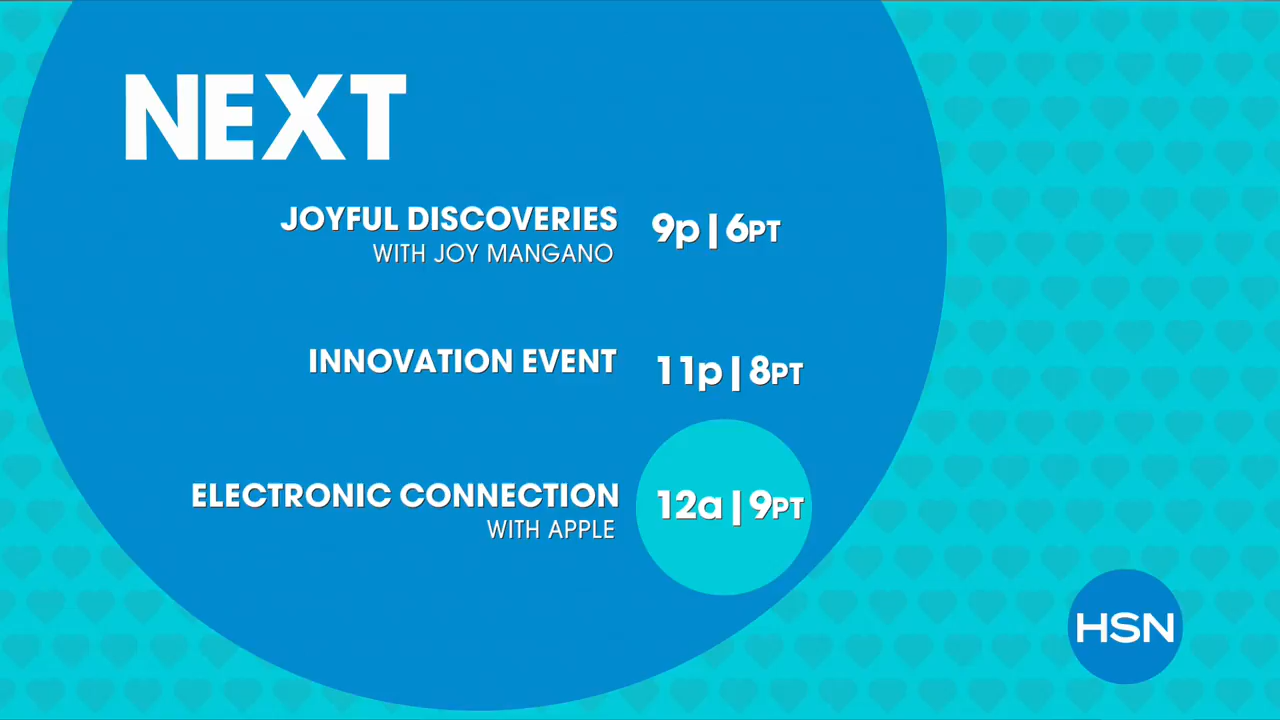 NEXT
JOYFUL DISCOVERIES
WITH JOY MANGANO
9p | 6PT
INNOVATION EVENT
11p | 8PT
ELECTRONIC CONNECTION
WITH APPLE
12a | 9PT
HSN